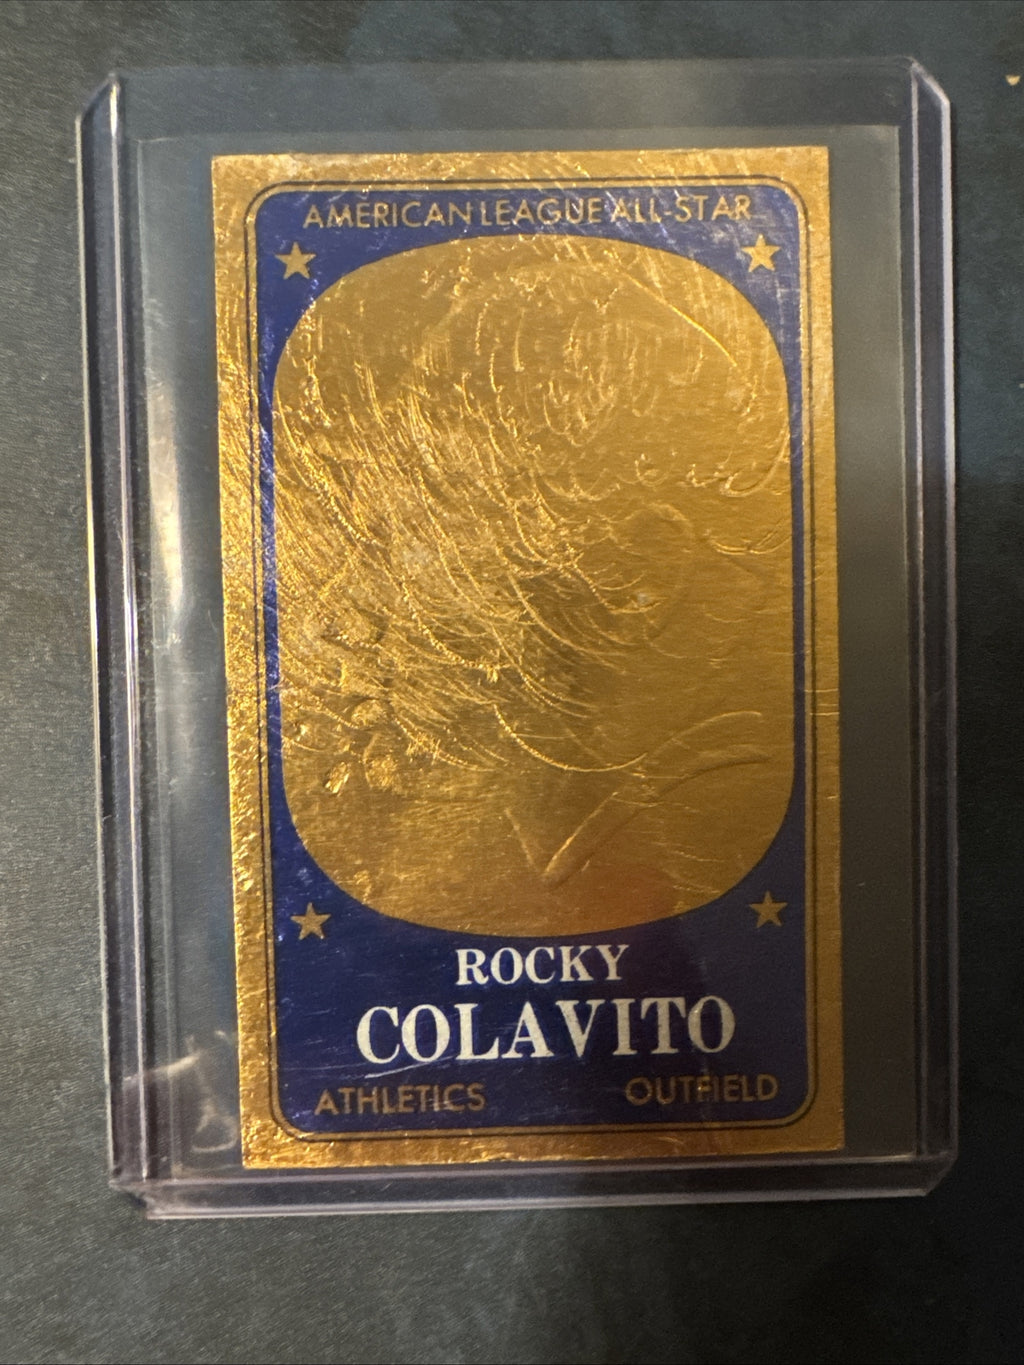 AMERICAN LEAGUE ALL-STAR
ROCKY
COLAVITO
ATHLETICS OUTFIELD